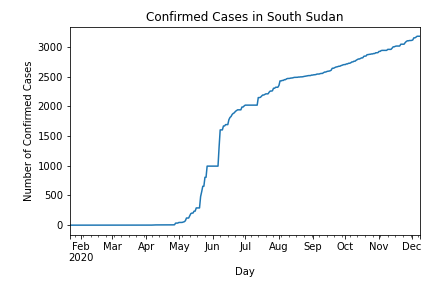 Confirmed Cases in South Sudan
Number of Confirmed Cases
3000
2500
2000
1500
1000
500
0
Feb Mar Apr May Jun Jul Aug Sep Oct Nov Dec
2020
Day